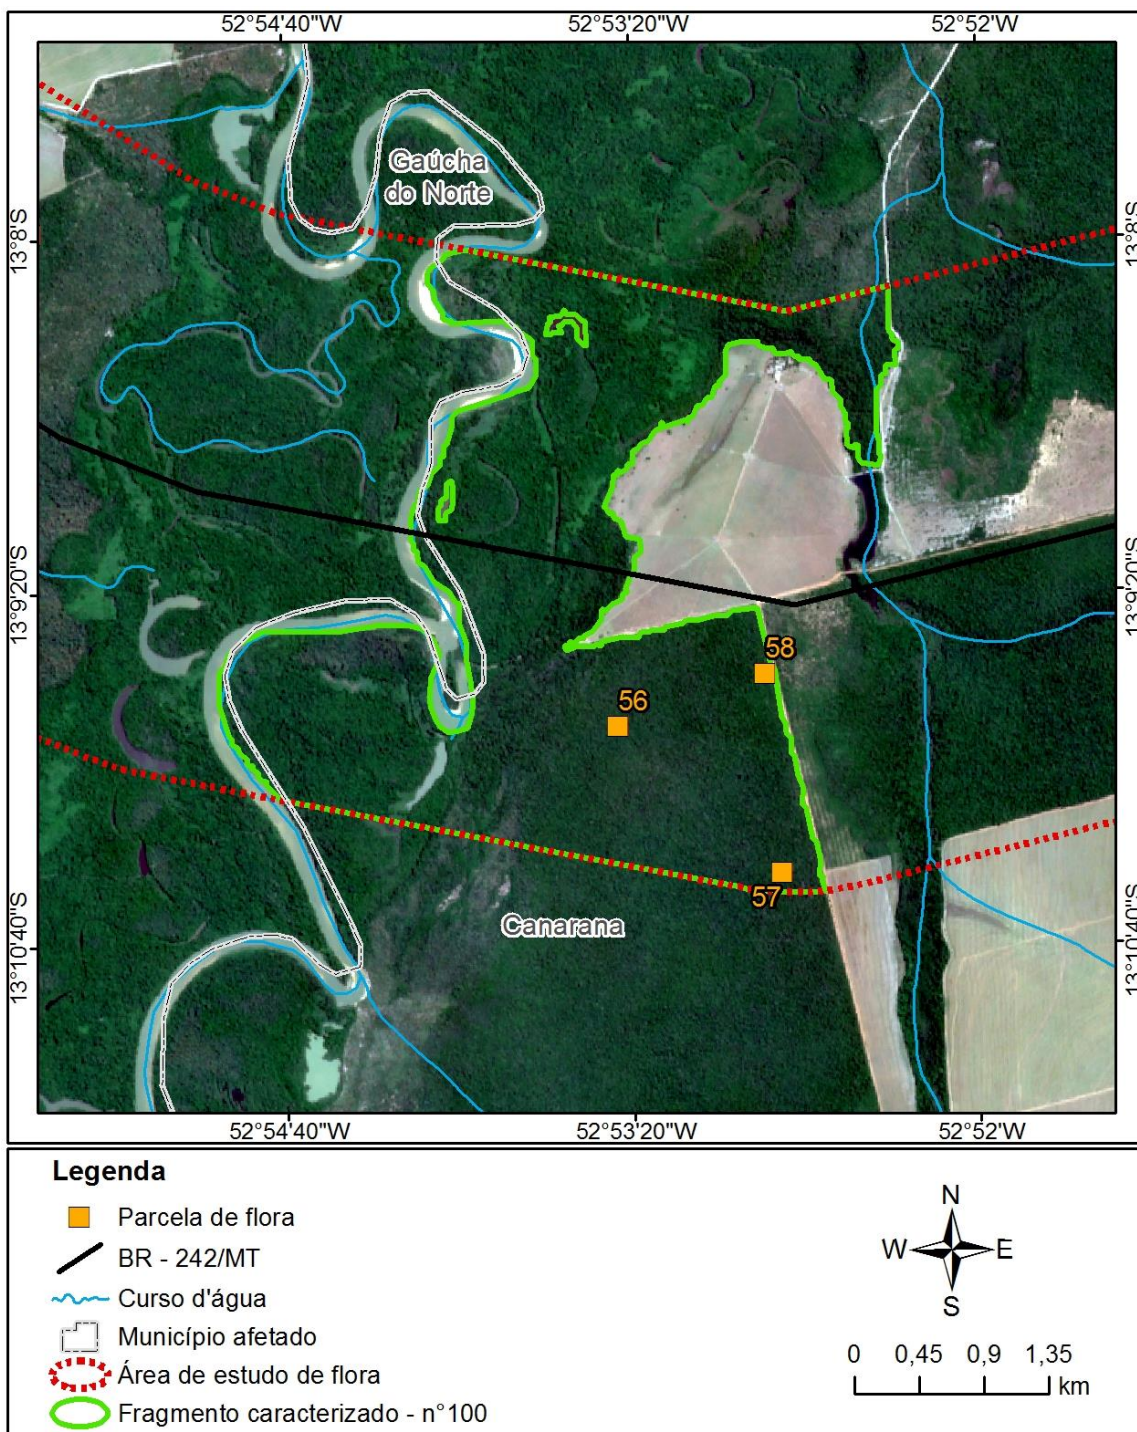 52°54'40"W
52°53'20"W
52°52'W
Gaúcha
do Norte
13°8'S
13°8'S
13°9'20"S
13°9'20"S
58
56
57
Canarana
13°10'40"S
13°10'40"S
52°54'40"W
52°53'20"W
52°52'W
Legenda
Parcela de flora
BR - 242/MT
Curso d'água
Município afetado
Área de estudo de flora
Fragmento caracterizado - n°100
N
W
E
S
0 0,45 0,9 1,35
km